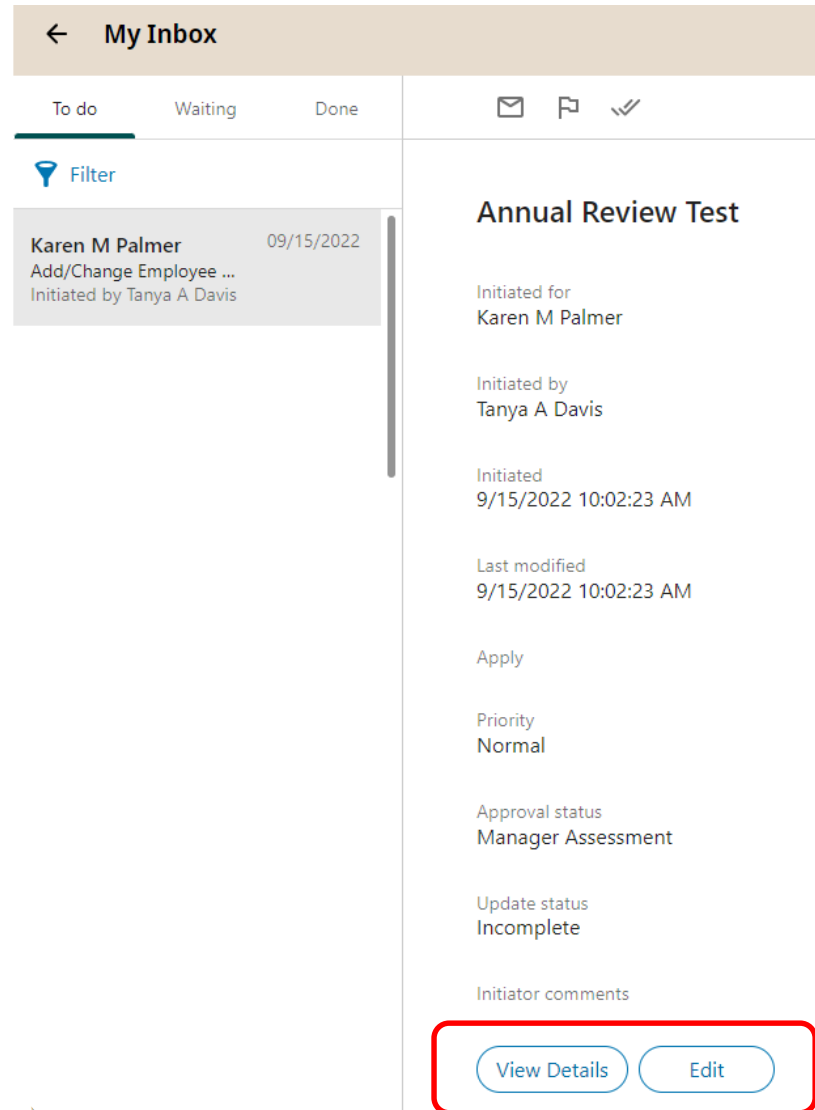 My Inbox
To do Waiting Done
Filter
Karen M Palmer 09/15/2022
Add/Change Employee ...
Initiated by Tanya A Davis
Annual Review Test
Initiated for
Karen M Palmer
Initiated by
Tanya A Davis
Initiated
9/15/2022 10:02:23 AM
Last modified
9/15/2022 10:02:23 AM
Apply
Priority
Normal
Approval status
Manager Assessment
Update status
Incomplete
Initiator comments
View Details Edit